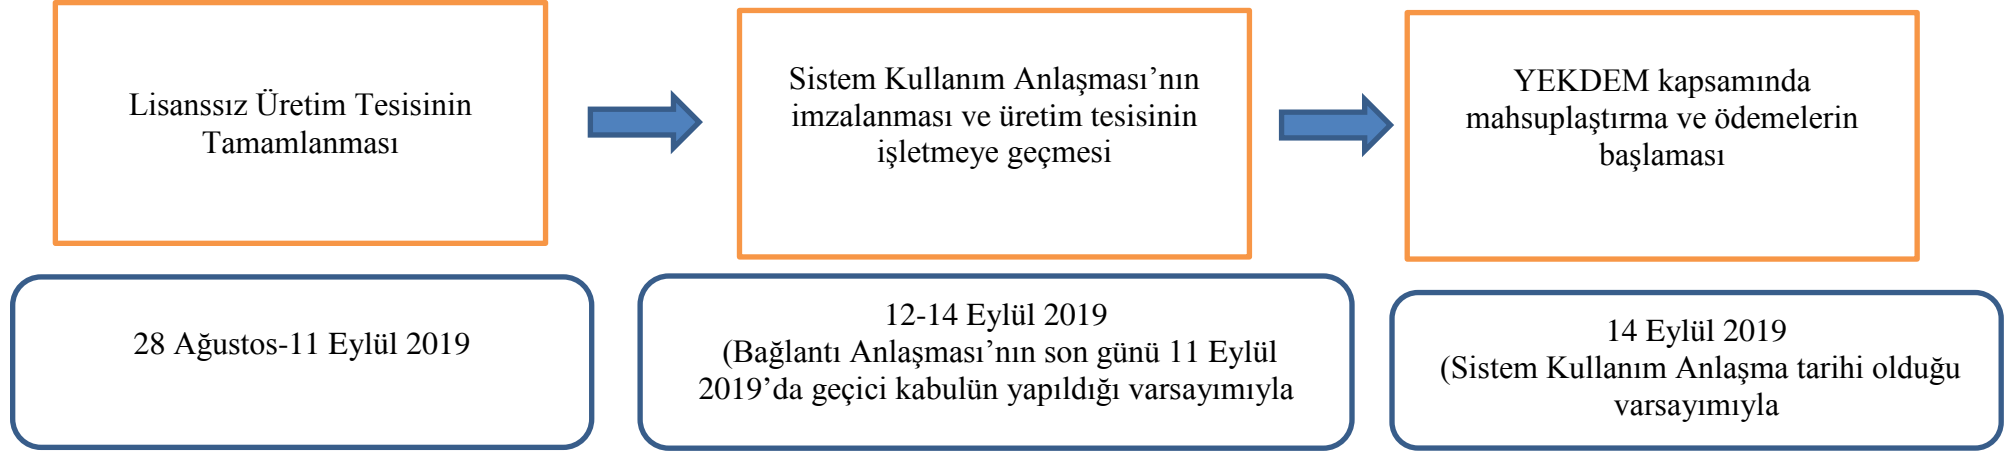 Lisanssız Üretim Tesisinin
Tamamlanması
Sistem Kullanım Anlaşması’nın
imzalanması ve üretim tesisinin
işletmeye geçmesi
YEKDEM kapsamında
mahsuplaştırma ve ödemelerin
başlaması
28 Ağustos-11 Eylül 2019
12-14 Eylül 2019
(Bağlantı Anlaşması’nın son günü 11 Eylül
2019’da geçici kabulün yapıldığı varsayımıyla
14 Eylül 2019
(Sistem Kullanım Anlaşma tarihi olduğu
varsayımıyla